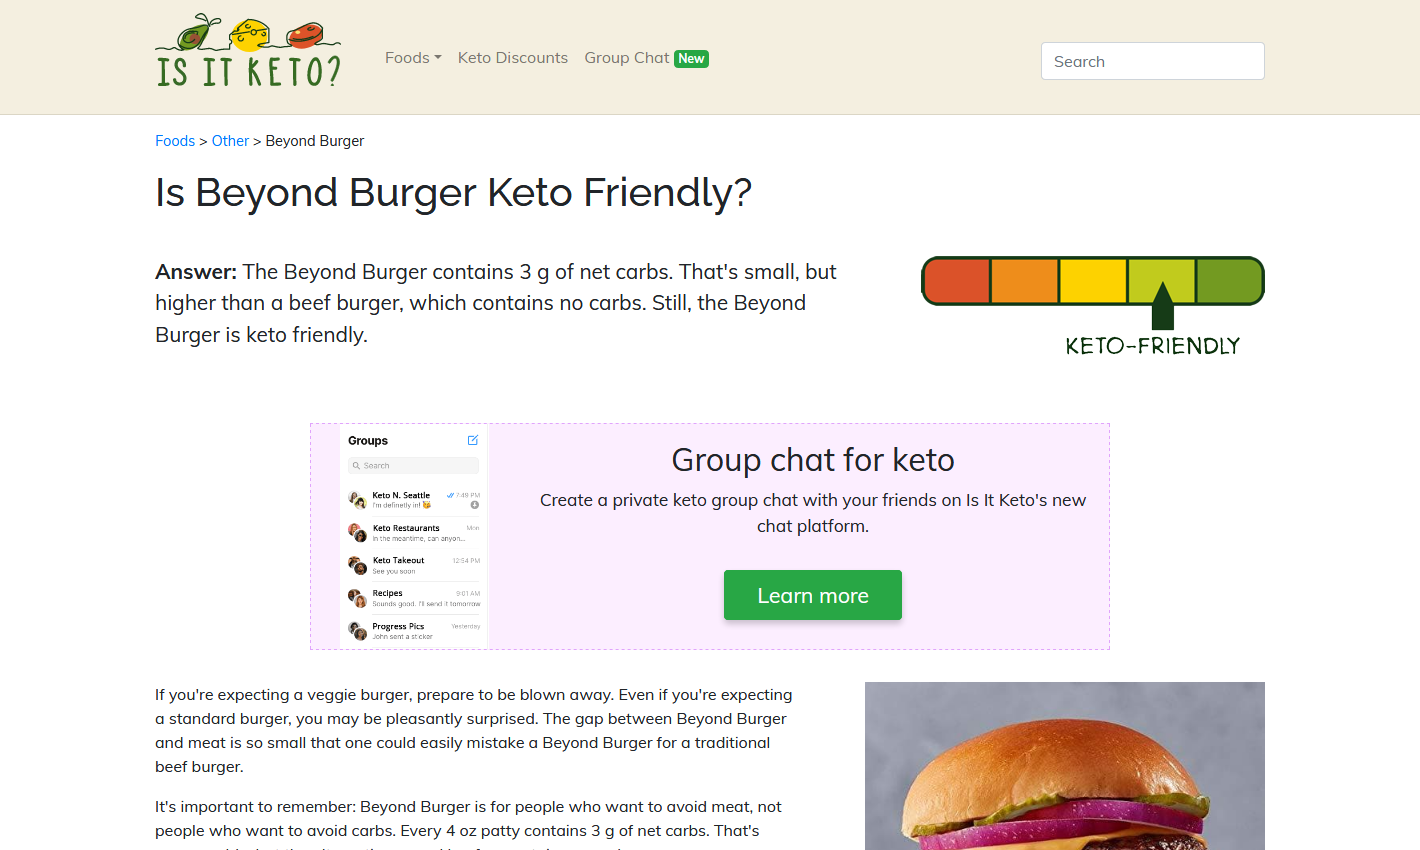 IS IT KETO?
Foods
Keto Discounts
Group Chat New
Search
Foods > Other > Beyond Burger
Is Beyond Burger Keto Friendly?
Answer: The Beyond Burger contains 3 g of net carbs. That's small, but
higher than a beef burger, which contains no carbs. Still, the Beyond
Burger is keto friendly.
KETO-FRIENDLY
Groups
Search
Keto N. Seattle 7:49 PM
I'm definetly in!
Keto Restaurants Mon
In the meantime, can anyon...
Keto Takeout 12:54 PM
See you soon
Recipes 9:01 AM
Sounds good. I'll send it tomorrow
Progress Pics Yesterday
John sent a sticker
Group chat for keto
Create a private keto group chat with your friends on Is It Keto's new
chat platform.
Learn more
If you're expecting a veggie burger, prepare to be blown away. Even if you're expecting
a standard burger, you may be pleasantly surprised. The gap between Beyond Burger
and meat is so small that one could easily mistake a Beyond Burger for a traditional
beef burger.
It's important to remember: Beyond Burger is for people who want to avoid meat, not
people who want to avoid carbs. Every 4 oz patty contains 3 g of net carbs. That's